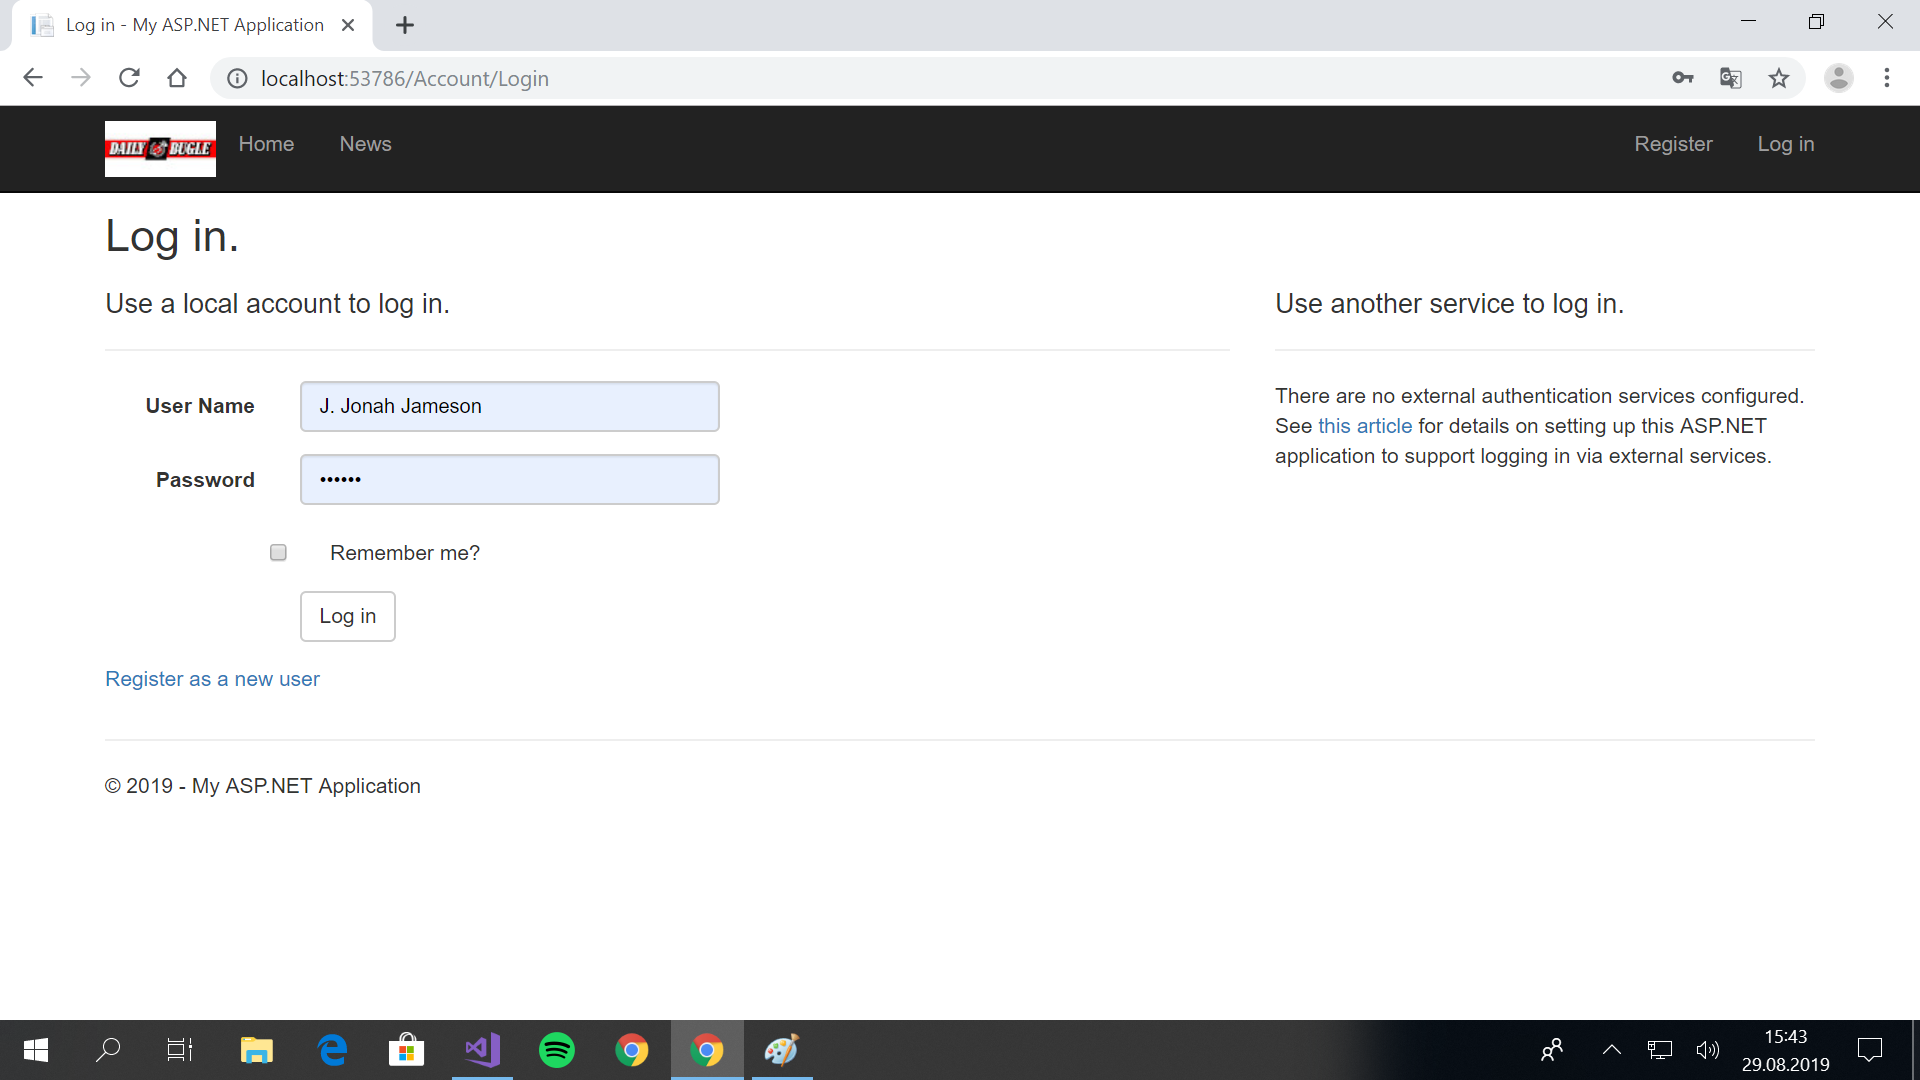 Log in - My ASP.NET Application
localhost:53786/Account/Login
DAILY BUGLE Home News Register Log in
Log in.
Use a local account to log in.
Use another service to log in.
User Name J. Jonah Jameson
Password ••••••
Remember me?
Log in
Register as a new user
There are no external authentication services configured.
See this article for details on setting up this ASP.NET
application to support logging in via external services.
© 2019 - My ASP.NET Application
15:43
29.08.2019